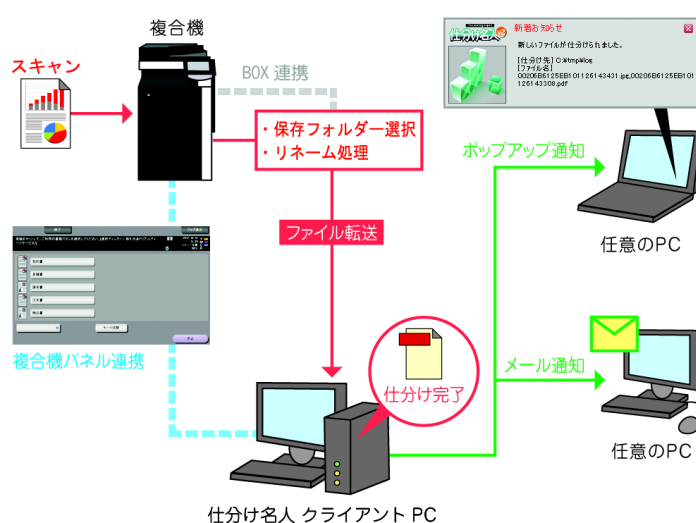 複合機
スキャン
BOX 連携
・保存フォルダー選択
・リネーム処理
ファイル転送
複合機パネル連携
仕分け完了
仕分け名人 クライアント PC
仕分け名人
新着お知らせ
新しいファイルが仕分けられました。
[仕分け先] C:¥tmp¥log
[ファイル名]
00206B6125EB101126143431.jpg,00206B6125EB101
126143308.pdf
ポップアップ通知
任意のPC
メール通知
任意のPC